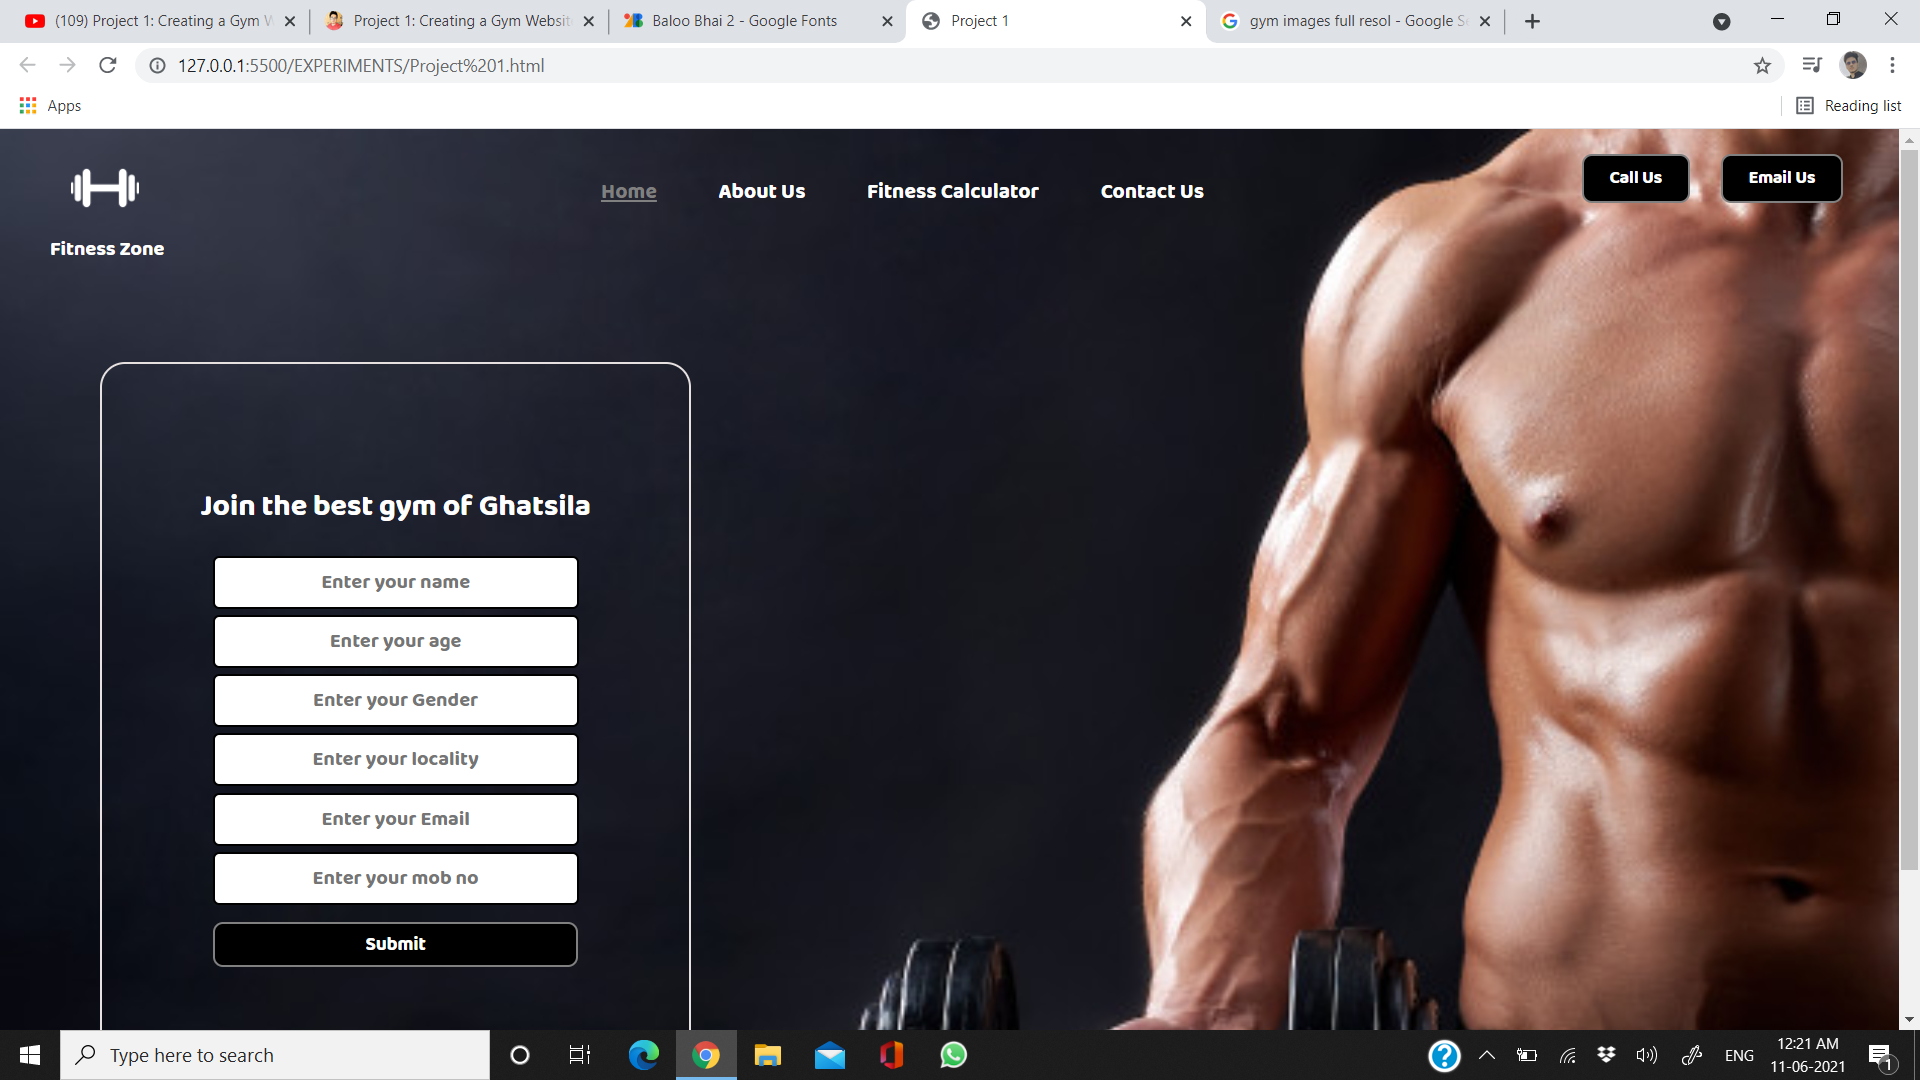 (109) Project 1: Creating a Gym W
Project 1: Creating a Gym Websit
Baloo Bhai 2 - Google Fonts
Project 1
gym images full resol - Google Se
127.0.0.1:5500/EXPERIMENTS/Project%201.html
Apps
Reading list
Home
About Us
Fitness Calculator
Contact Us
Call Us
Email Us
Fitness Zone
Join the best gym of Ghatsila
Enter your name
Enter your age
Enter your Gender
Enter your locality
Enter your Email
Enter your mob no
Submit
Type here to search
ENG
12:21 AM
11-06-2021
1